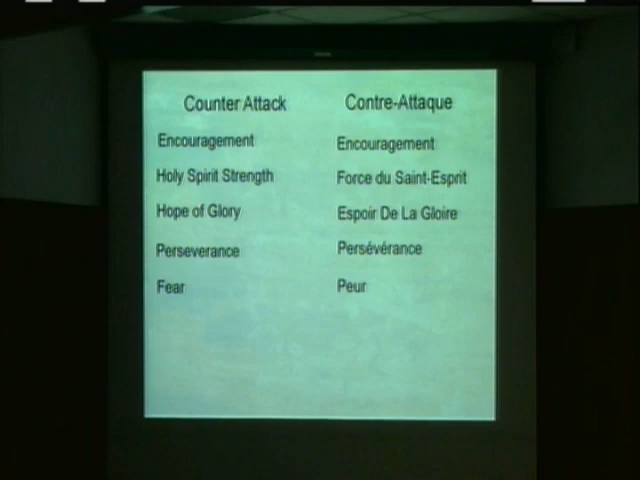 Counter Attack
Encouragement
Holy Spirit Strength
Hope of Glory
Perseverance
Fear
Contre-Attaque
Encouragement
Force du Saint-Esprit
Espoir De La Gloire
Persévérance
Peur